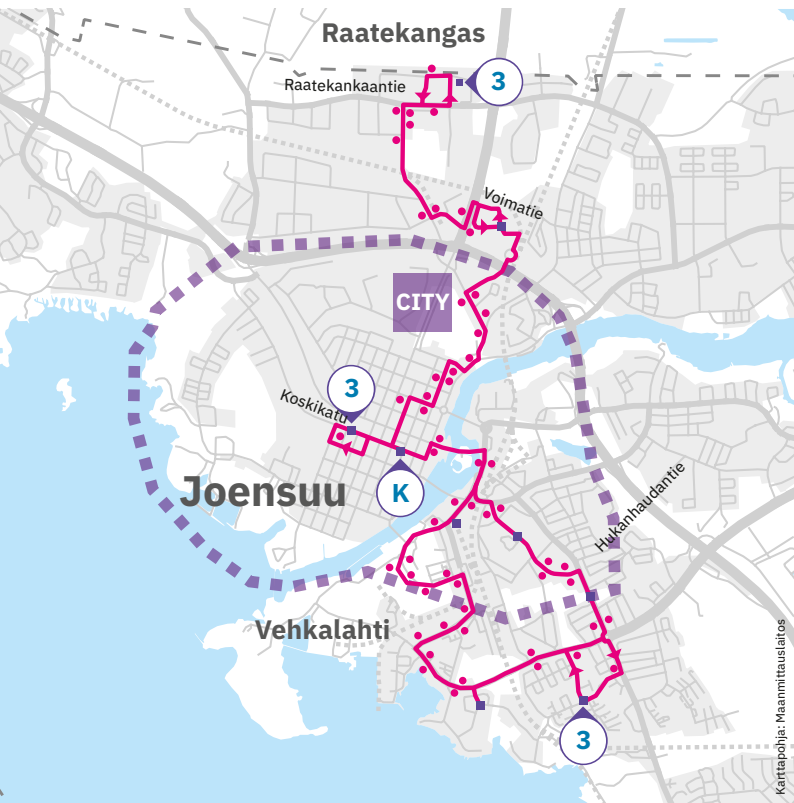 Raatekangas
Raatekankaantie
3
Voimatie
CITY
3
Koskikatu
Joensuu
K
Hukanhaudantie
Vehkalahti
3
Karttapohja: Maanmittauslaitos